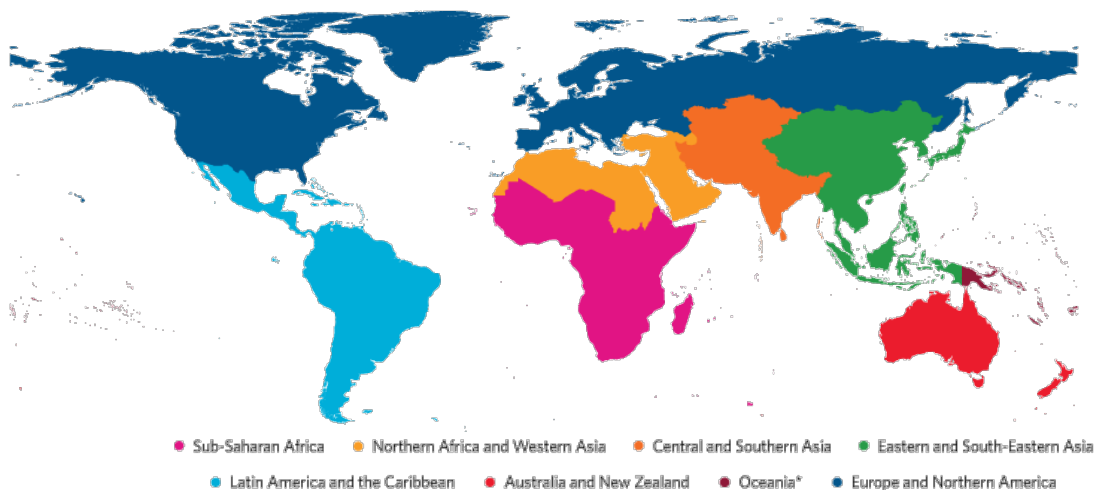 Sub-Saharan Africa Northern Africa and Western Asia Central and Southern Asia Eastern and South-Eastern Asia
Latin America and the Caribbean Australia and New Zealand Oceania* Europe and Northern America